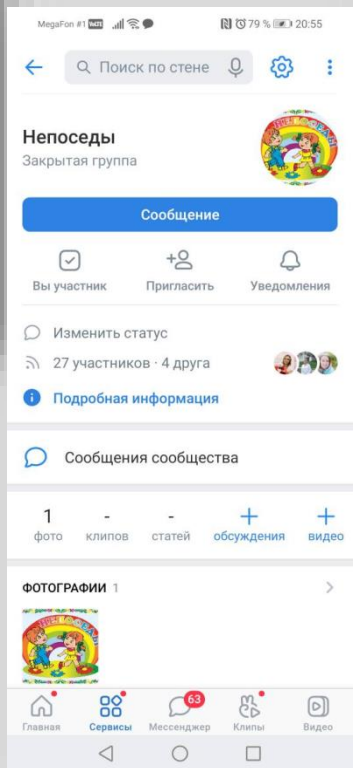 MegaFon #1 VoLTE 79 % 20:55
Поиск по стене
Непоседы
Закрытая группа
Сообщение
Вы участник Пригласить Уведомления
Изменить статус
27 участников · 4 друга
Подробная информация
Сообщения сообщества
1 - - + +
фото клипов статей обсуждения видео
ФОТОГРАФИИ 1
НЕПОСЕДЫ
63
Главная Сервисы Мессенджер Клипы Видео